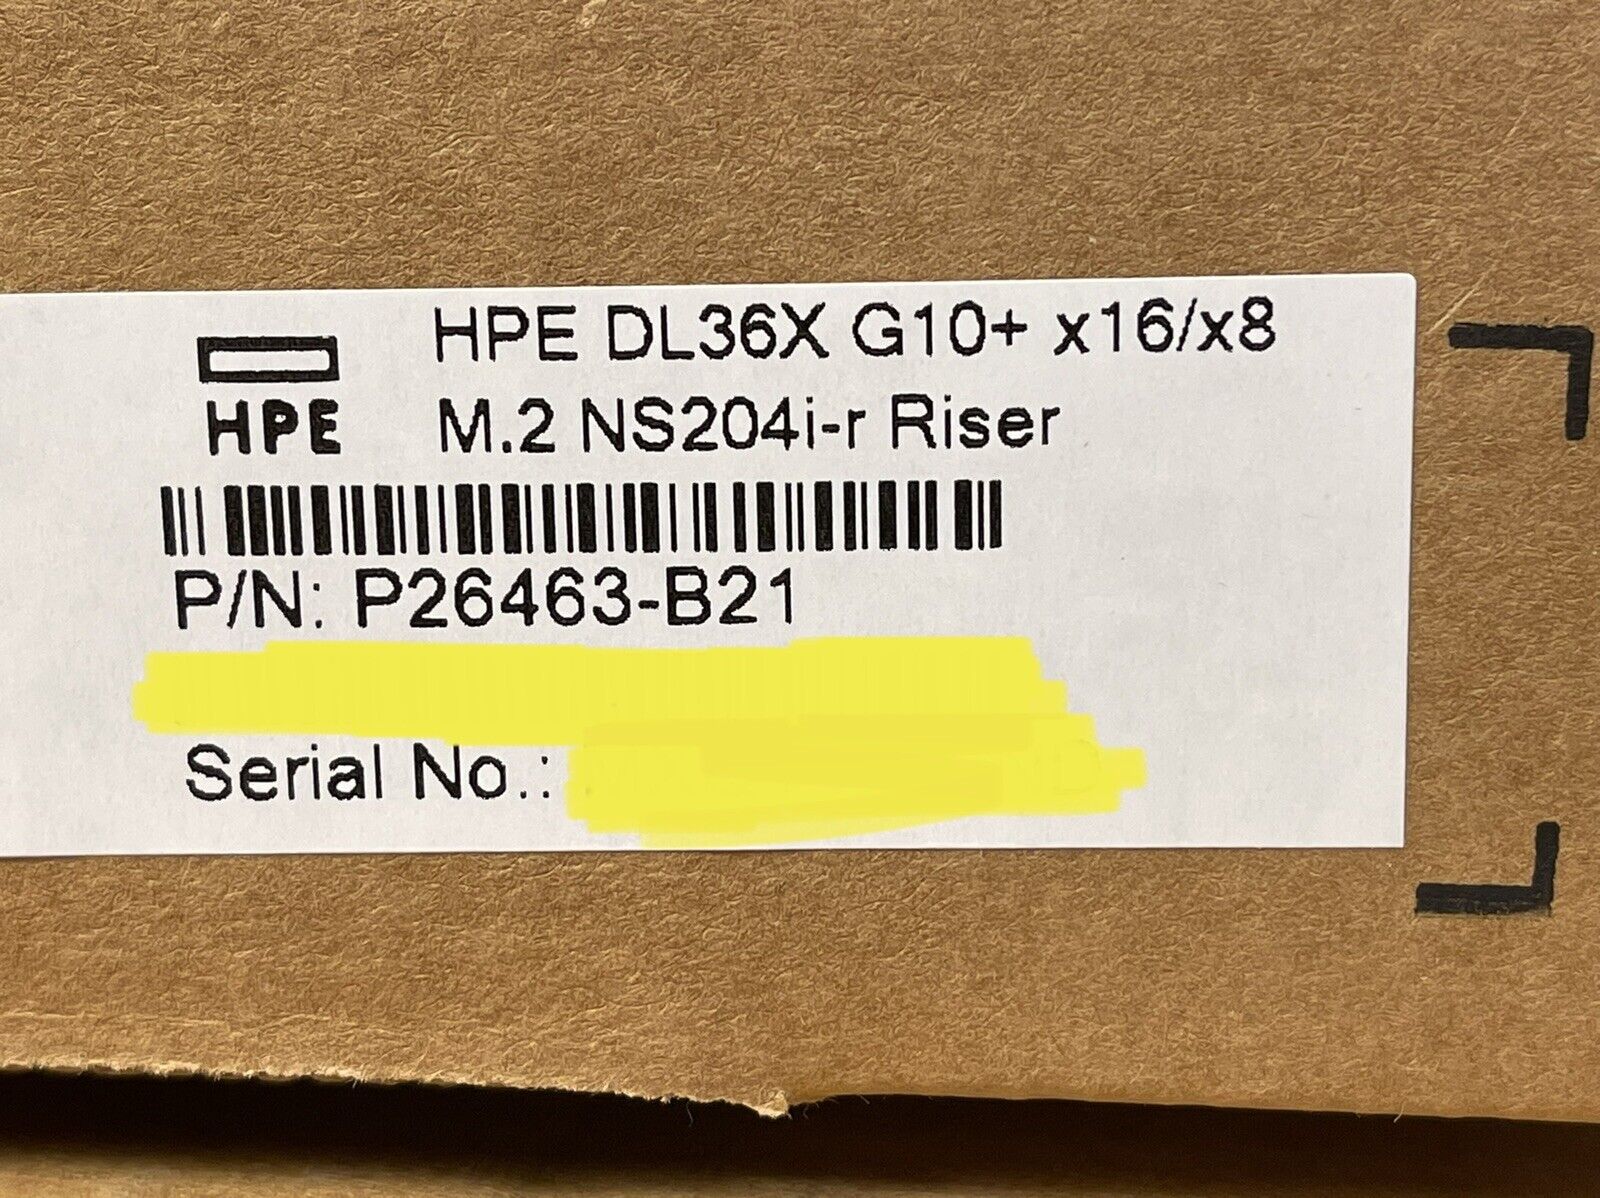 HPE DL36X G10+ x16/x8
HPE
M.2 NS204i-r Riser
P/N: P26463-B21
Serial No.: